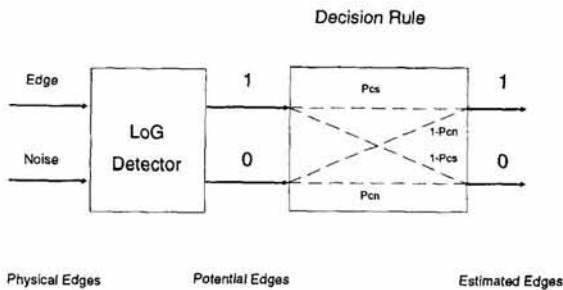 Decision Rule
Edge
1
Pcs
1
LoG
Detector
1-Pcn
Noise
0
1-Pcs
0
Pcn
Physical Edges
Potential Edges
Estimated Edges